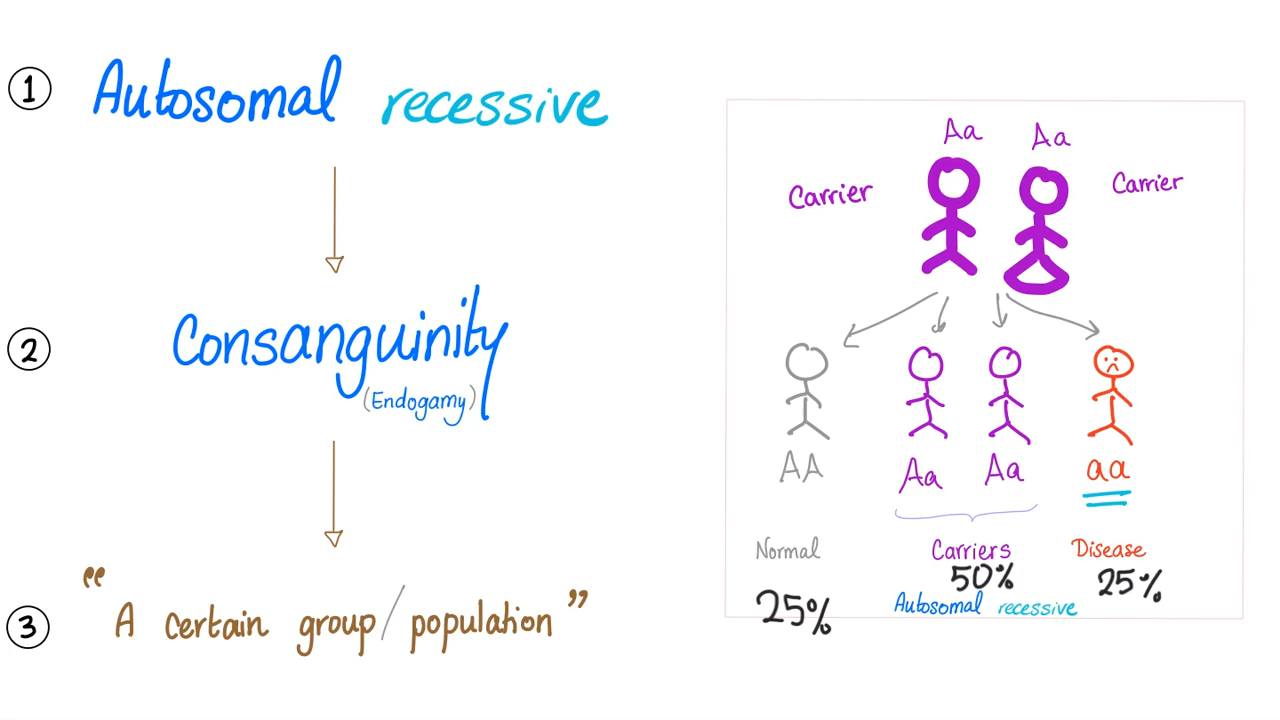 1 Autosomal recessive
2 Consanguinity
(Endogamy)
3 "A certain group/population"
Aa Aa
Carrier Carrier
AA Aa Aa aa
Normal Carriers Disease
25% 50% 25%
Autosomal recessive